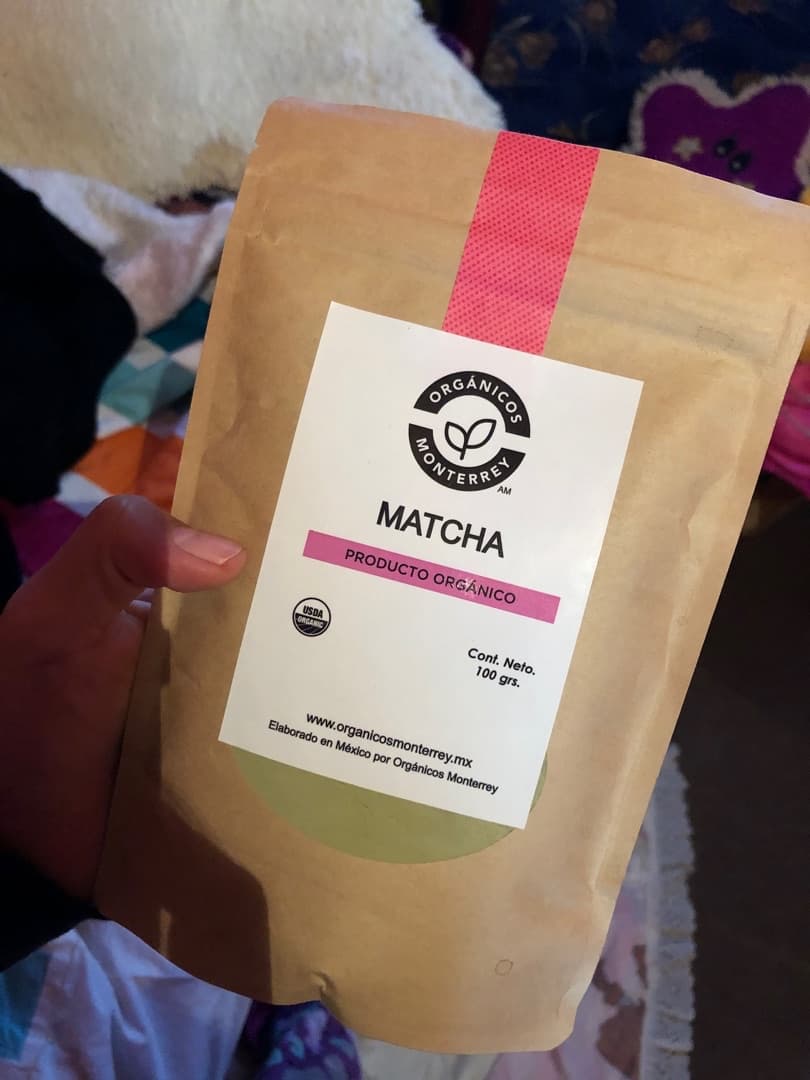 ORGÁNICOS
MONTERREY
AM
MATCHA
PRODUCTO ORGÁNICO
USDA
ORGANIC
Cont. Neto.
100 grs.
www.organicosmonterrey.mx
Elaborado en México por Orgánicos Monterrey